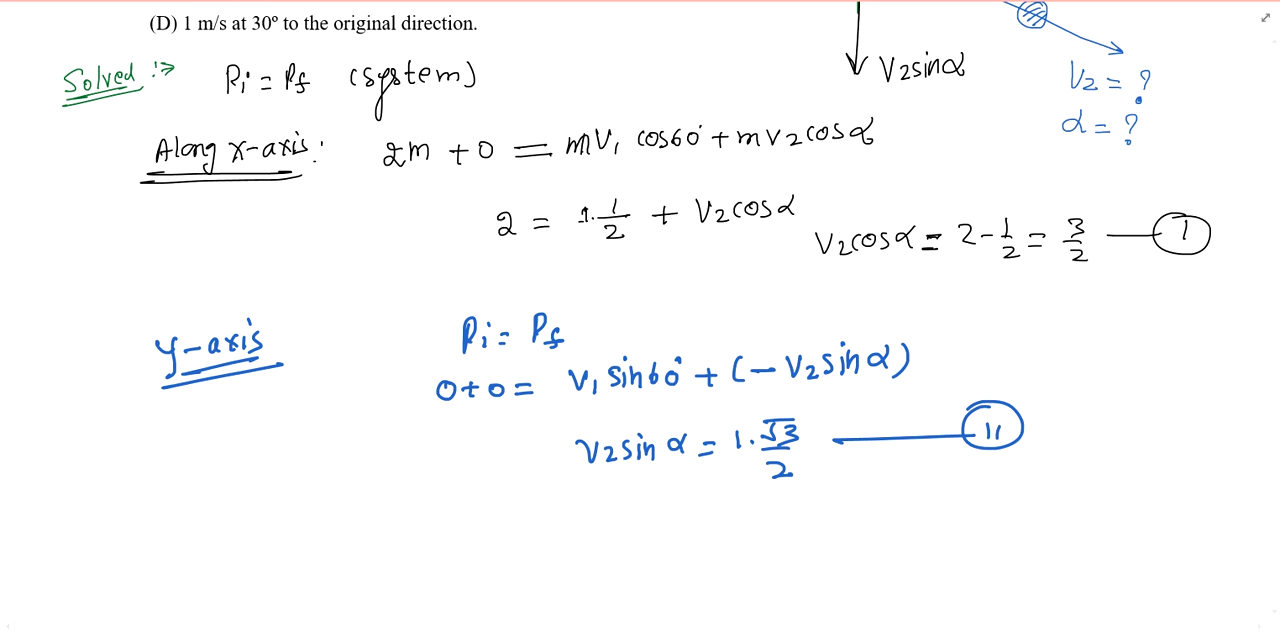 (D) 1 m/s at 30º to the original direction.
V2sinα
Solved :⇒ Pi = Pf (system)
V2 = ?
α = ?
Along x-axis: 2m + 0 = mV1 cos60° + mV2cosα
2 = 1.1/2 + V2cosα
V2cosα = 2 - 1/2 = 3/2 — I
y-axis Pi = Pf
0 + 0 = V1 sin60° + (- V2sinα)
V2sinα = 1.√3/2 — II